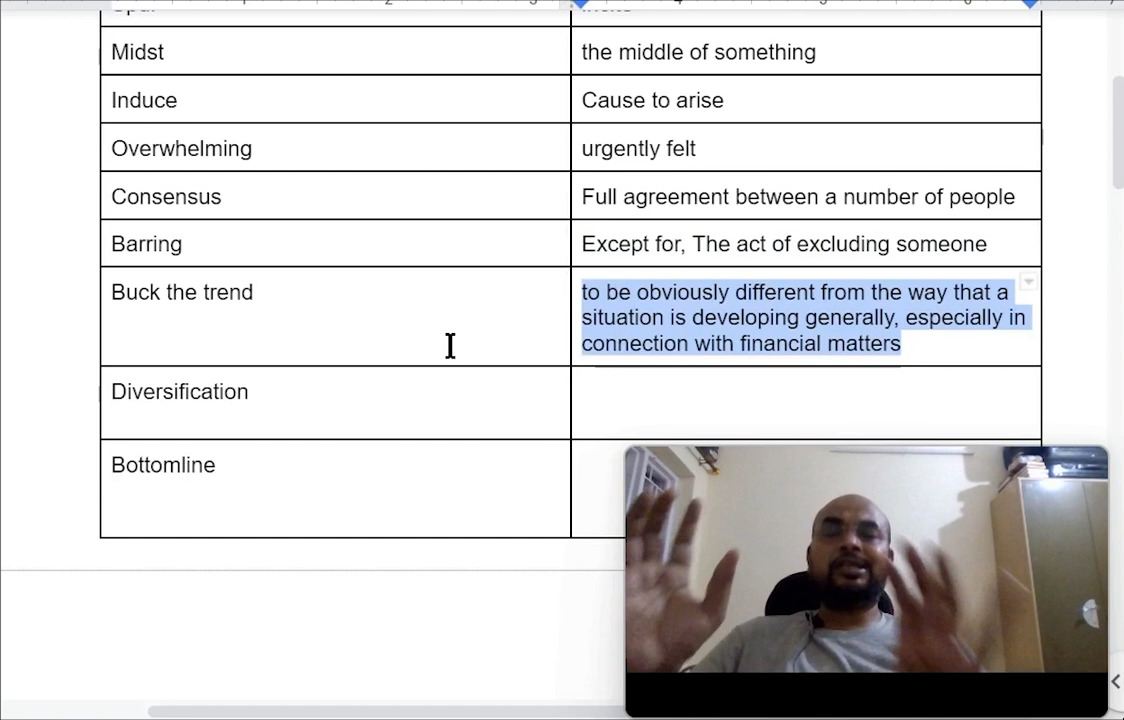 Midst
the middle of something
Induce
Cause to arise
Overwhelming
urgently felt
Consensus
Full agreement between a number of people
Barring
Except for, The act of excluding someone
Buck the trend
to be obviously different from the way that a
situation is developing generally, especially in
connection with financial matters
Diversification
Bottomline